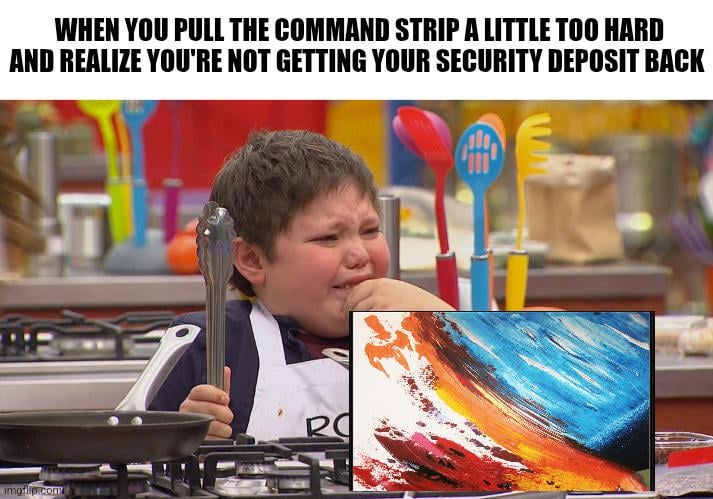 WHEN YOU PULL THE COMMAND STRIP A LITTLE TOO HARD
AND REALIZE YOU'RE NOT GETTING YOUR SECURITY DEPOSIT BACK
RO
imgflip.com